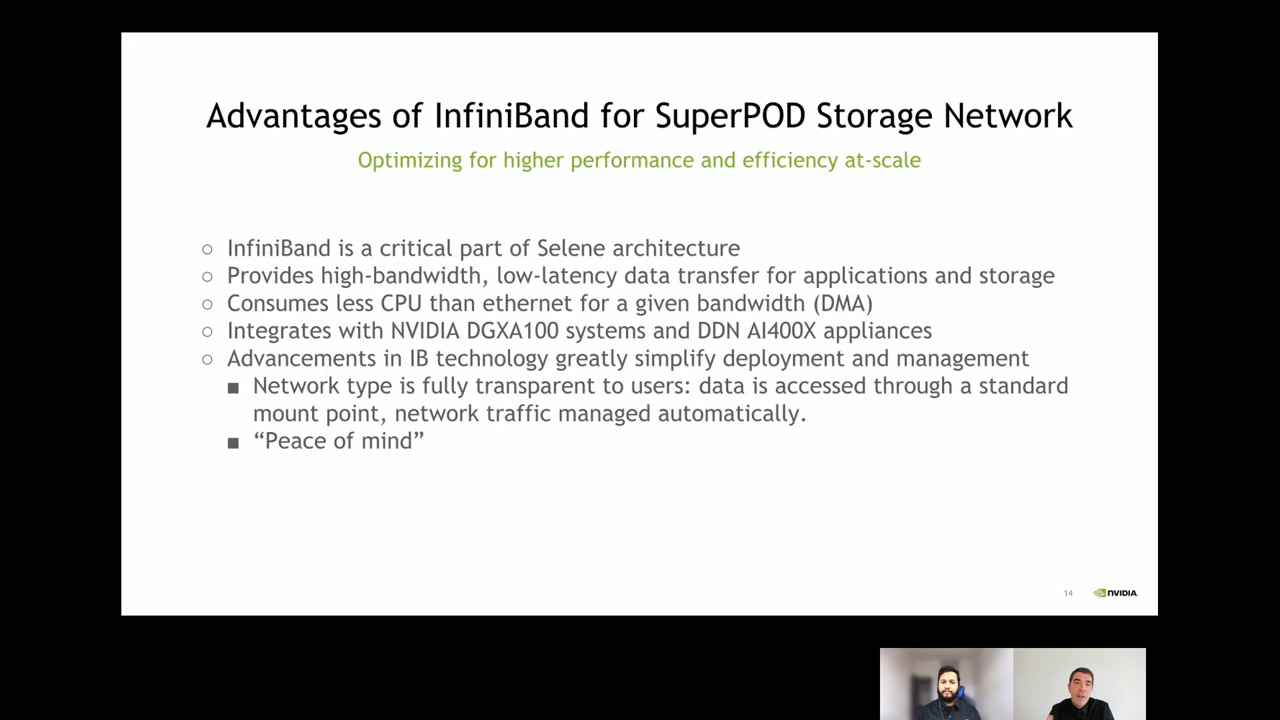 Advantages of InfiniBand for SuperPOD Storage Network
Optimizing for higher performance and efficiency at-scale
○ InfiniBand is a critical part of Selene architecture
○ Provides high-bandwidth, low-latency data transfer for applications and storage
○ Consumes less CPU than ethernet for a given bandwidth (DMA)
○ Integrates with NVIDIA DGXA100 systems and DDN AI400X appliances
○ Advancements in IB technology greatly simplify deployment and management
■ Network type is fully transparent to users: data is accessed through a standard
mount point, network traffic managed automatically.
■ “Peace of mind”
14
NVIDIA.